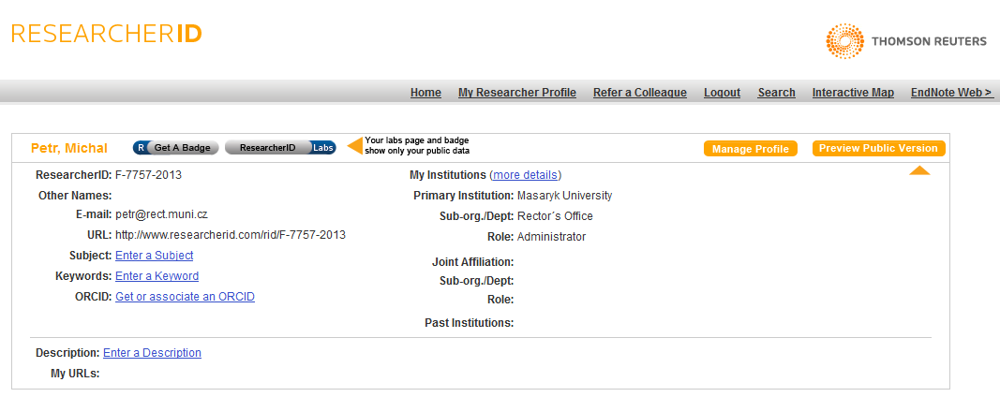 RESEARCHERID
THOMSON REUTERS
Home My Researcher Profile Refer a Colleague Logout Search Interactive Map EndNote Web >
Petr, Michal R Get A Badge ResearcherID Labs Your labs page and badge
show only your public data
Manage Profile Preview Public Version
ResearcherID: F-7757-2013
Other Names:
E-mail: petr@rect.muni.cz
URL: http://www.researcherid.com/rid/F-7757-2013
Subject: Enter a Subject
Keywords: Enter a Keyword
ORCID: Get or associate an ORCID
My Institutions (more details)
Primary Institution: Masaryk University
Sub-org./Dept: Rector´s Office
Role: Administrator
Joint Affiliation:
Sub-org./Dept:
Role:
Past Institutions:
Description: Enter a Description
My URLs: